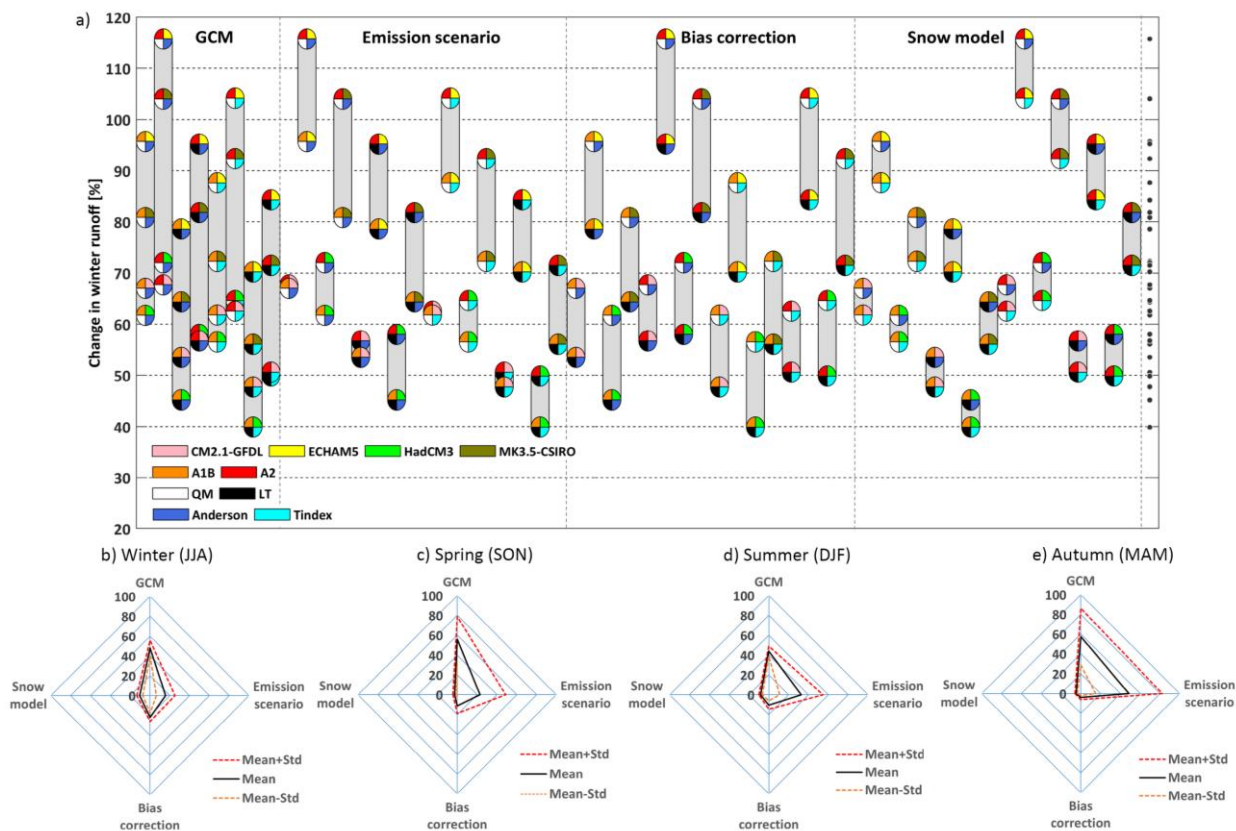 a)
GCM Emission scenario Bias correction Snow model
Change in winter runoff [%]
120
110
100
90
80
70
60
50
40
30
20
CM2.1-GFDL ECHAM5 HadCM3 MK3.5-CSIRO
A1B A2
QM LT
Anderson Tindex
b) Winter (JJA)
GCM
100
80
60
40
20
0
Snow model
Emission scenario
Bias correction
Mean+Std
Mean
Mean-Std
c) Spring (SON)
GCM
100
80
60
40
20
0
Snow model
Emission scenario
Bias correction
Mean+Std
Mean
Mean-Std
d) Summer (DJF)
GCM
100
80
60
40
20
0
Snow model
Emission scenario
Bias correction
Mean+Std
Mean
Mean-Std
e) Autumn (MAM)
GCM
100
80
60
40
20
0
Snow model
Emission scenario
Bias correction
Mean+Std
Mean
Mean-Std